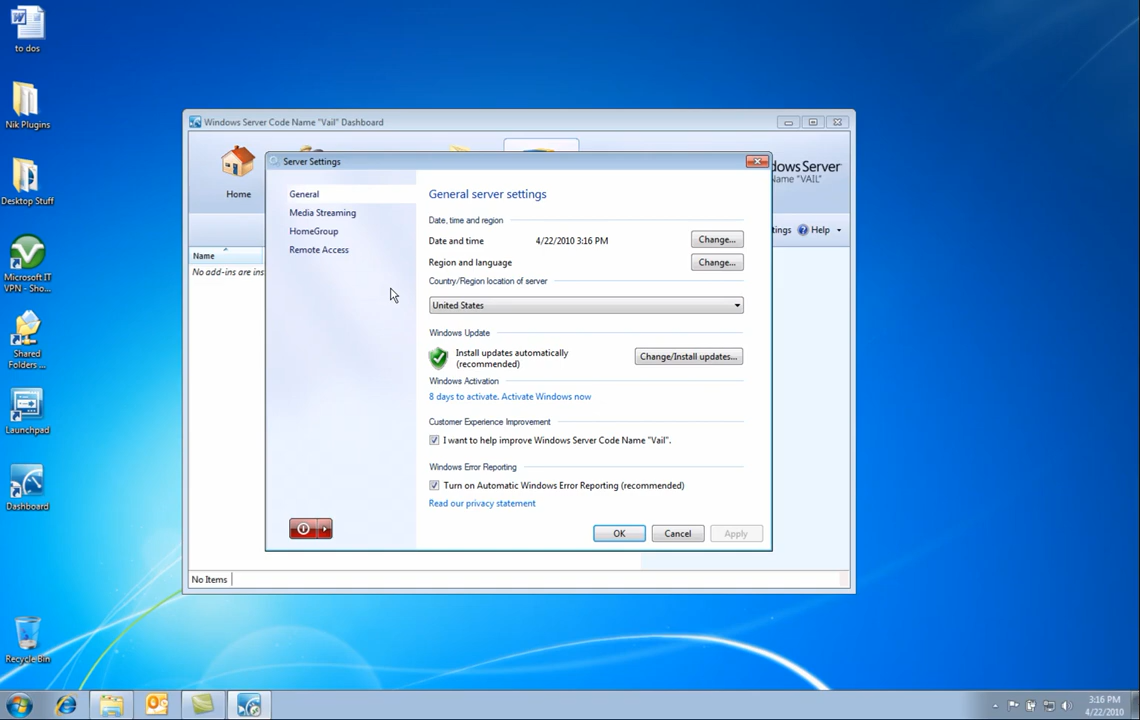 to dos
Nik Plugins
Desktop Stuff
Microsoft IT
VPN - Sho...
Shared
Folders ...
Launchpad
Dashboard
Recycle Bin
Windows Server Code Name "Vail" Dashboard
Home
dows Server
Name "VAIL"
tings
Help
Name
No add-ins are ins
No Items
Server Settings
General
Media Streaming
HomeGroup
Remote Access
General server settings
Date, time and region
Date and time 4/22/2010 3:16 PM Change...
Region and language Change...
Country/Region location of server
United States
Windows Update
Install updates automatically
(recommended)
Change/Install updates...
Windows Activation
8 days to activate. Activate Windows now
Customer Experience Improvement
I want to help improve Windows Server Code Name "Vail".
Windows Error Reporting
Turn on Automatic Windows Error Reporting (recommended)
Read our privacy statement
OK Cancel Apply
3:16 PM
4/22/2010